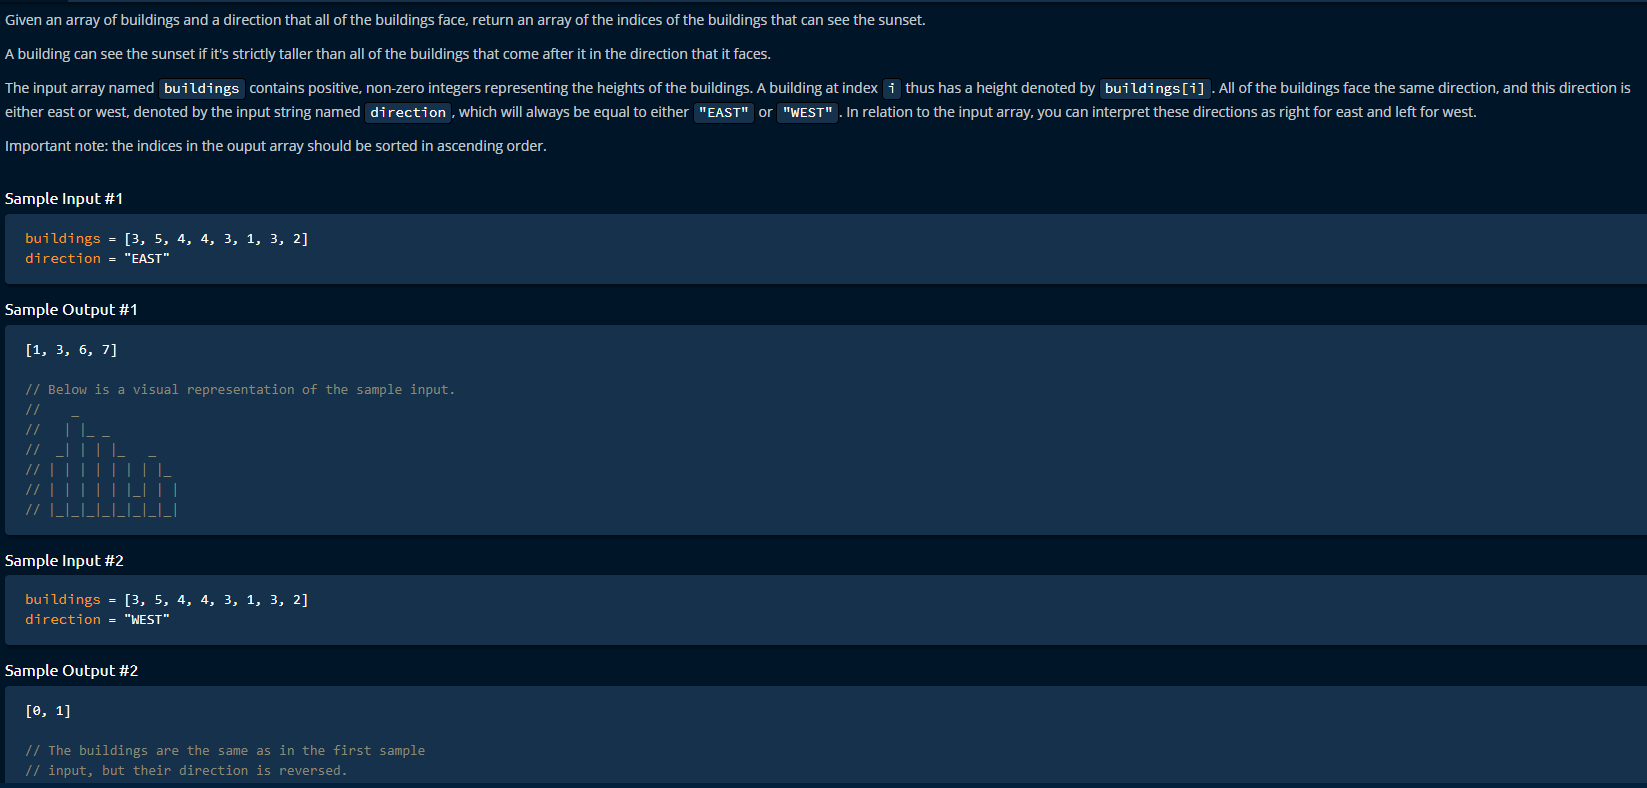 Given an array of buildings and a direction that all of the buildings face, return an array of the indices of the buildings that can see the sunset.
A building can see the sunset if it's strictly taller than all of the buildings that come after it in the direction that it faces.
The input array named buildings contains positive, non-zero integers representing the heights of the buildings. A building at index i thus has a height denoted by buildings[i] . All of the buildings face the same direction, and this direction is
either east or west, denoted by the input string named direction , which will always be equal to either "EAST" or "WEST" . In relation to the input array, you can interpret these directions as right for east and left for west.
Important note: the indices in the ouput array should be sorted in ascending order.
Sample Input #1
buildings = [3, 5, 4, 4, 3, 1, 3, 2]
direction = "EAST"
Sample Output #1
[1, 3, 6, 7]
// Below is a visual representation of the sample input.
//    _
//   | |_ _
//  _| | | |_   _
// | | | | | | | |_
// | | | | | |_| | |
// |_|_|_|_|_|_|_|_|
Sample Input #2
buildings = [3, 5, 4, 4, 3, 1, 3, 2]
direction = "WEST"
Sample Output #2
[0, 1]
// The buildings are the same as in the first sample
// input, but their direction is reversed.